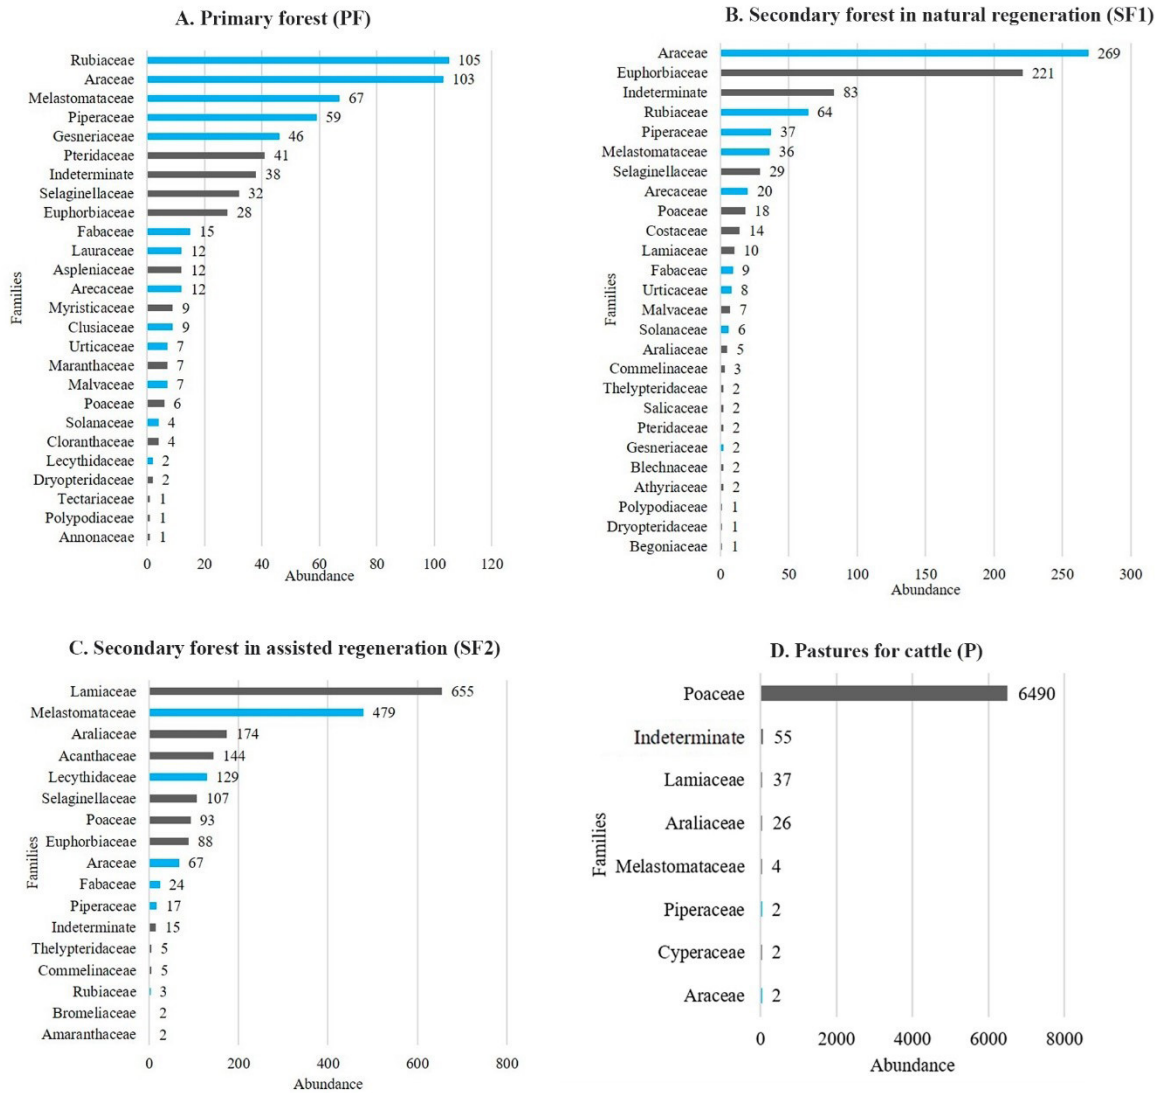 A. Primary forest (PF)
Families
Rubiaceae 105
Araceae 103
Melastomataceae 67
Piperaceae 59
Gesneriaceae 46
Pteridaceae 41
Indeterminate 38
Selaginellaceae 32
Euphorbiaceae 28
Fabaceae 15
Lauraceae 12
Aspleniaceae 12
Arecaceae 12
Myristicaceae 9
Clusiaceae 9
Urticaceae 7
Maranthaceae 7
Malvaceae 7
Poaceae 6
Solanaceae 4
Cloranthaceae 4
Lecythidaceae 2
Dryopteridaceae 2
Tectariaceae 1
Polypodiaceae 1
Annonaceae 1
0 20 40 60 80 100 120
Abundance
B. Secondary forest in natural regeneration (SF1)
Families
Araceae 269
Euphorbiaceae 221
Indeterminate 83
Rubiaceae 64
Piperaceae 37
Melastomataceae 36
Selaginellaceae 29
Arecaceae 20
Poaceae 18
Costaceae 14
Lamiaceae 10
Fabaceae 9
Urticaceae 8
Malvaceae 7
Solanaceae 6
Araliaceae 5
Commelinaceae 3
Thelypteridaceae 2
Salicaceae 2
Pteridaceae 2
Gesneriaceae 2
Blechnaceae 2
Athyriaceae 2
Polypodiaceae 1
Dryopteridaceae 1
Begoniaceae 1
0 50 100 150 200 250 300
Abundance
C. Secondary forest in assisted regeneration (SF2)
Families
Lamiaceae 655
Melastomataceae 479
Araliaceae 174
Acanthaceae 144
Lecythidaceae 129
Selaginellaceae 107
Poaceae 93
Euphorbiaceae 88
Araceae 67
Fabaceae 24
Piperaceae 17
Indeterminate 15
Thelypteridaceae 5
Commelinaceae 5
Rubiaceae 3
Bromeliaceae 2
Amaranthaceae 2
0 200 400 600 800
Abundance
D. Pastures for cattle (P)
Families
Poaceae 6490
Indeterminate 55
Lamiaceae 37
Araliaceae 26
Melastomataceae 4
Piperaceae 2
Cyperaceae 2
Araceae 2
0 2000 4000 6000 8000
Abundance